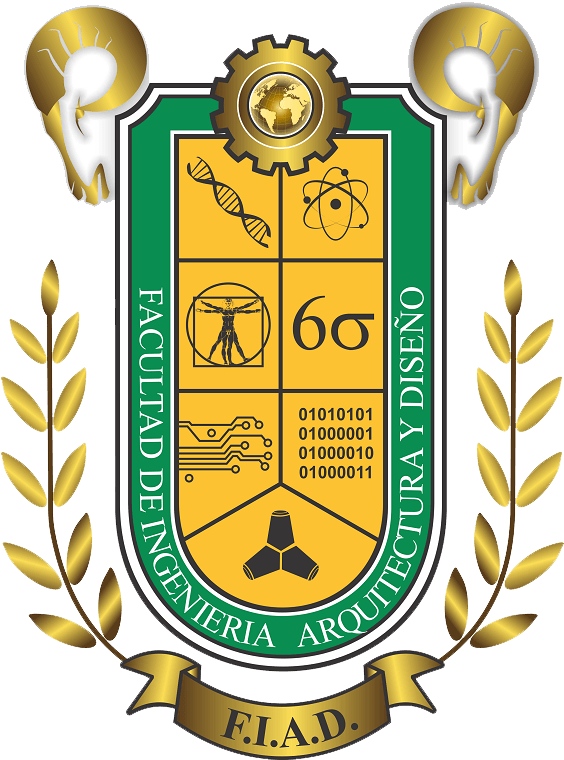 FACULTAD DE INGENIERIA ARQUITECTURA Y DISEÑO
6σ
01010101
01000001
01000010
01000011
F.I.A.D.